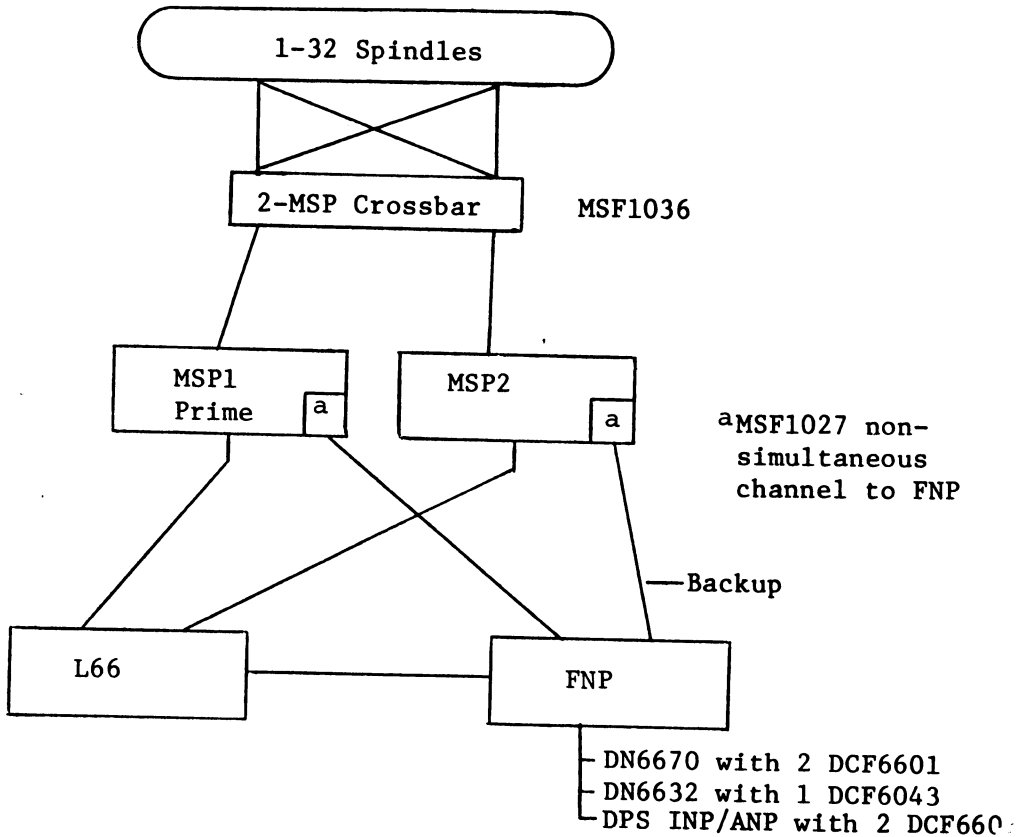 1-32 Spindles
2-MSP Crossbar
MSF1036
MSP1
Prime
a
MSP2
a
aMSF1027 non-
simultaneous
channel to FNP
Backup
L66
FNP
DN6670 with 2 DCF6601
DN6632 with 1 DCF6043
DPS INP/ANP with 2